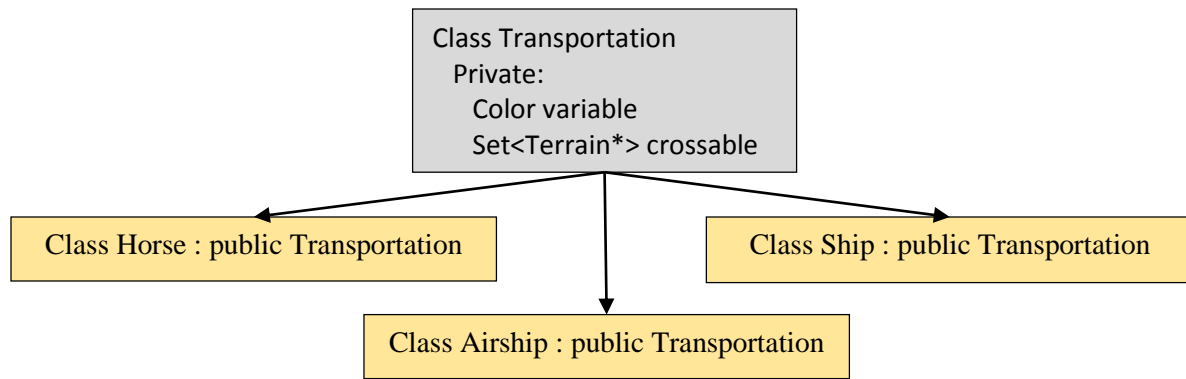 Class Transportation
Private:
Color variable
Set<Terrain*> crossable
Class Horse : public Transportation
Class Ship : public Transportation
Class Airship : public Transportation